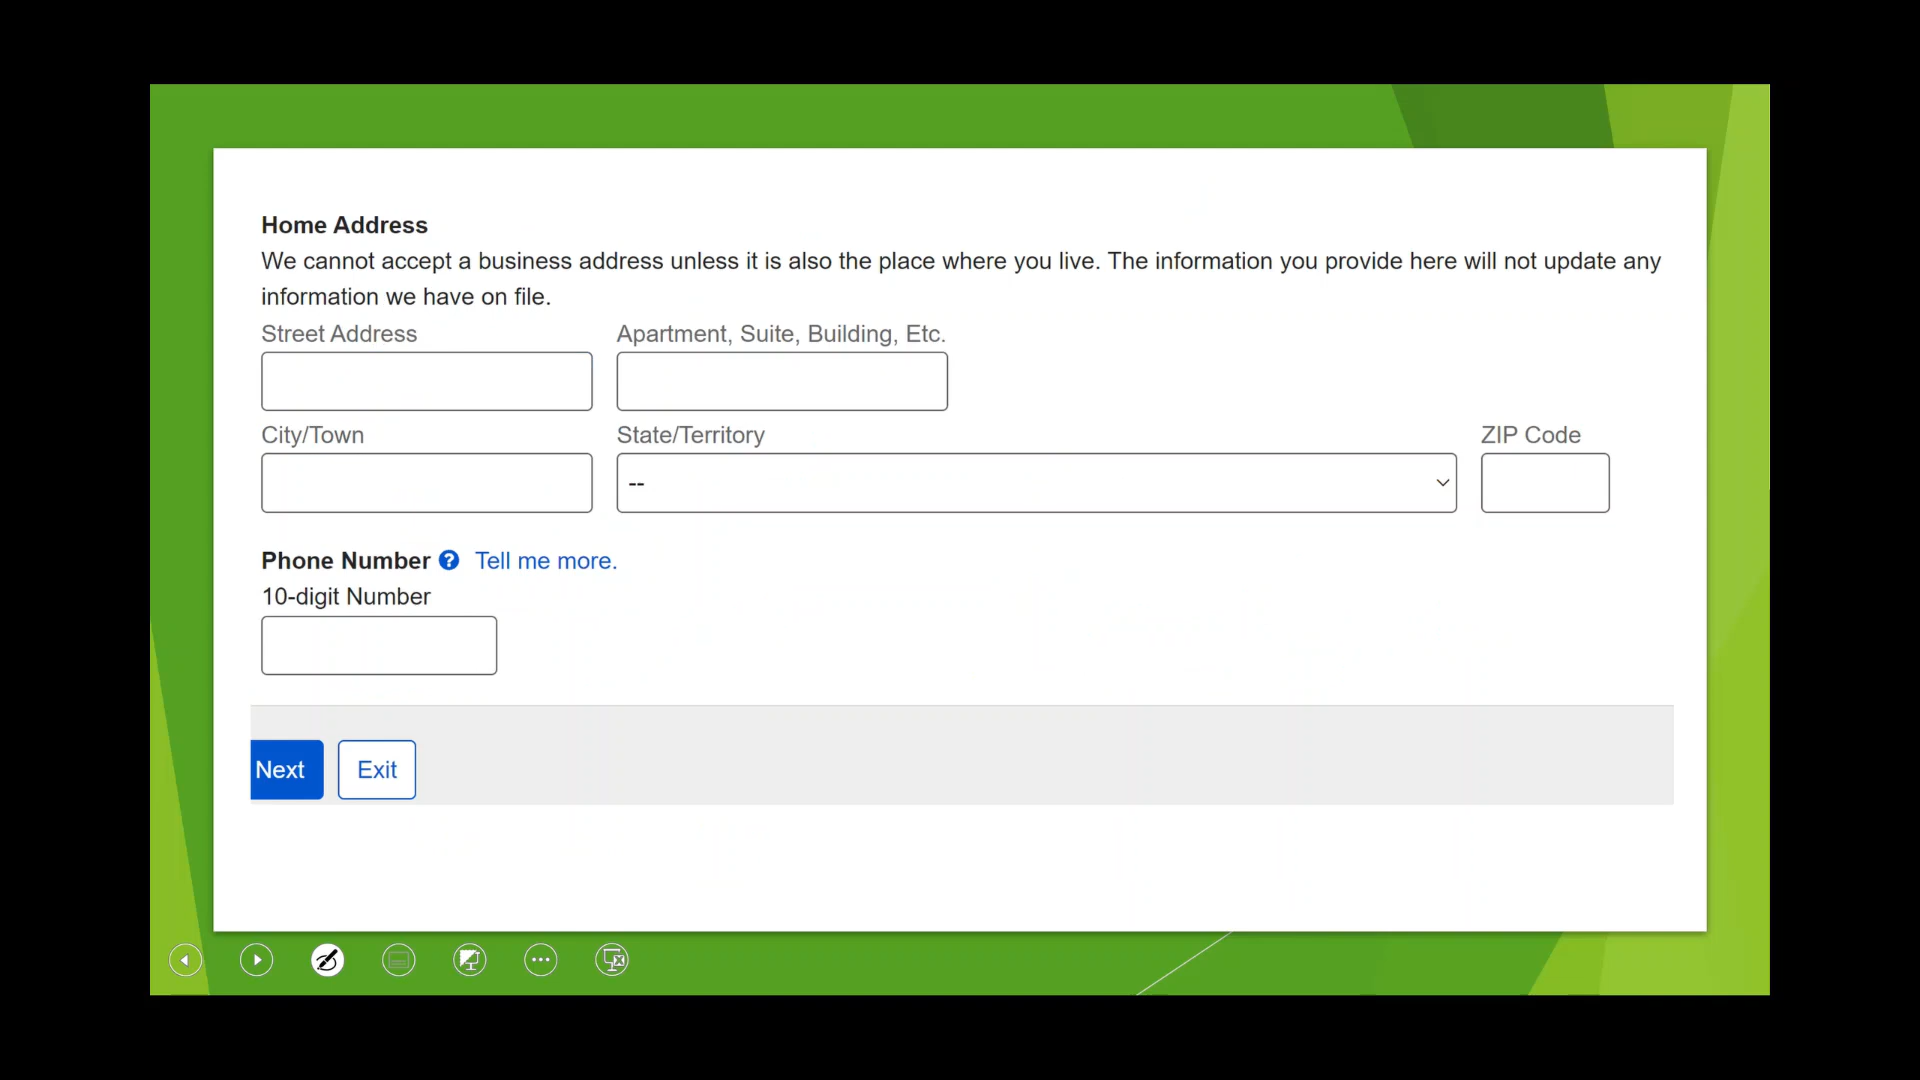 Home Address
We cannot accept a business address unless it is also the place where you live. The information you provide here will not update any
information we have on file.
Street Address Apartment, Suite, Building, Etc.
City/Town State/Territory ZIP Code
--
Phone Number ? Tell me more.
10-digit Number
Next Exit